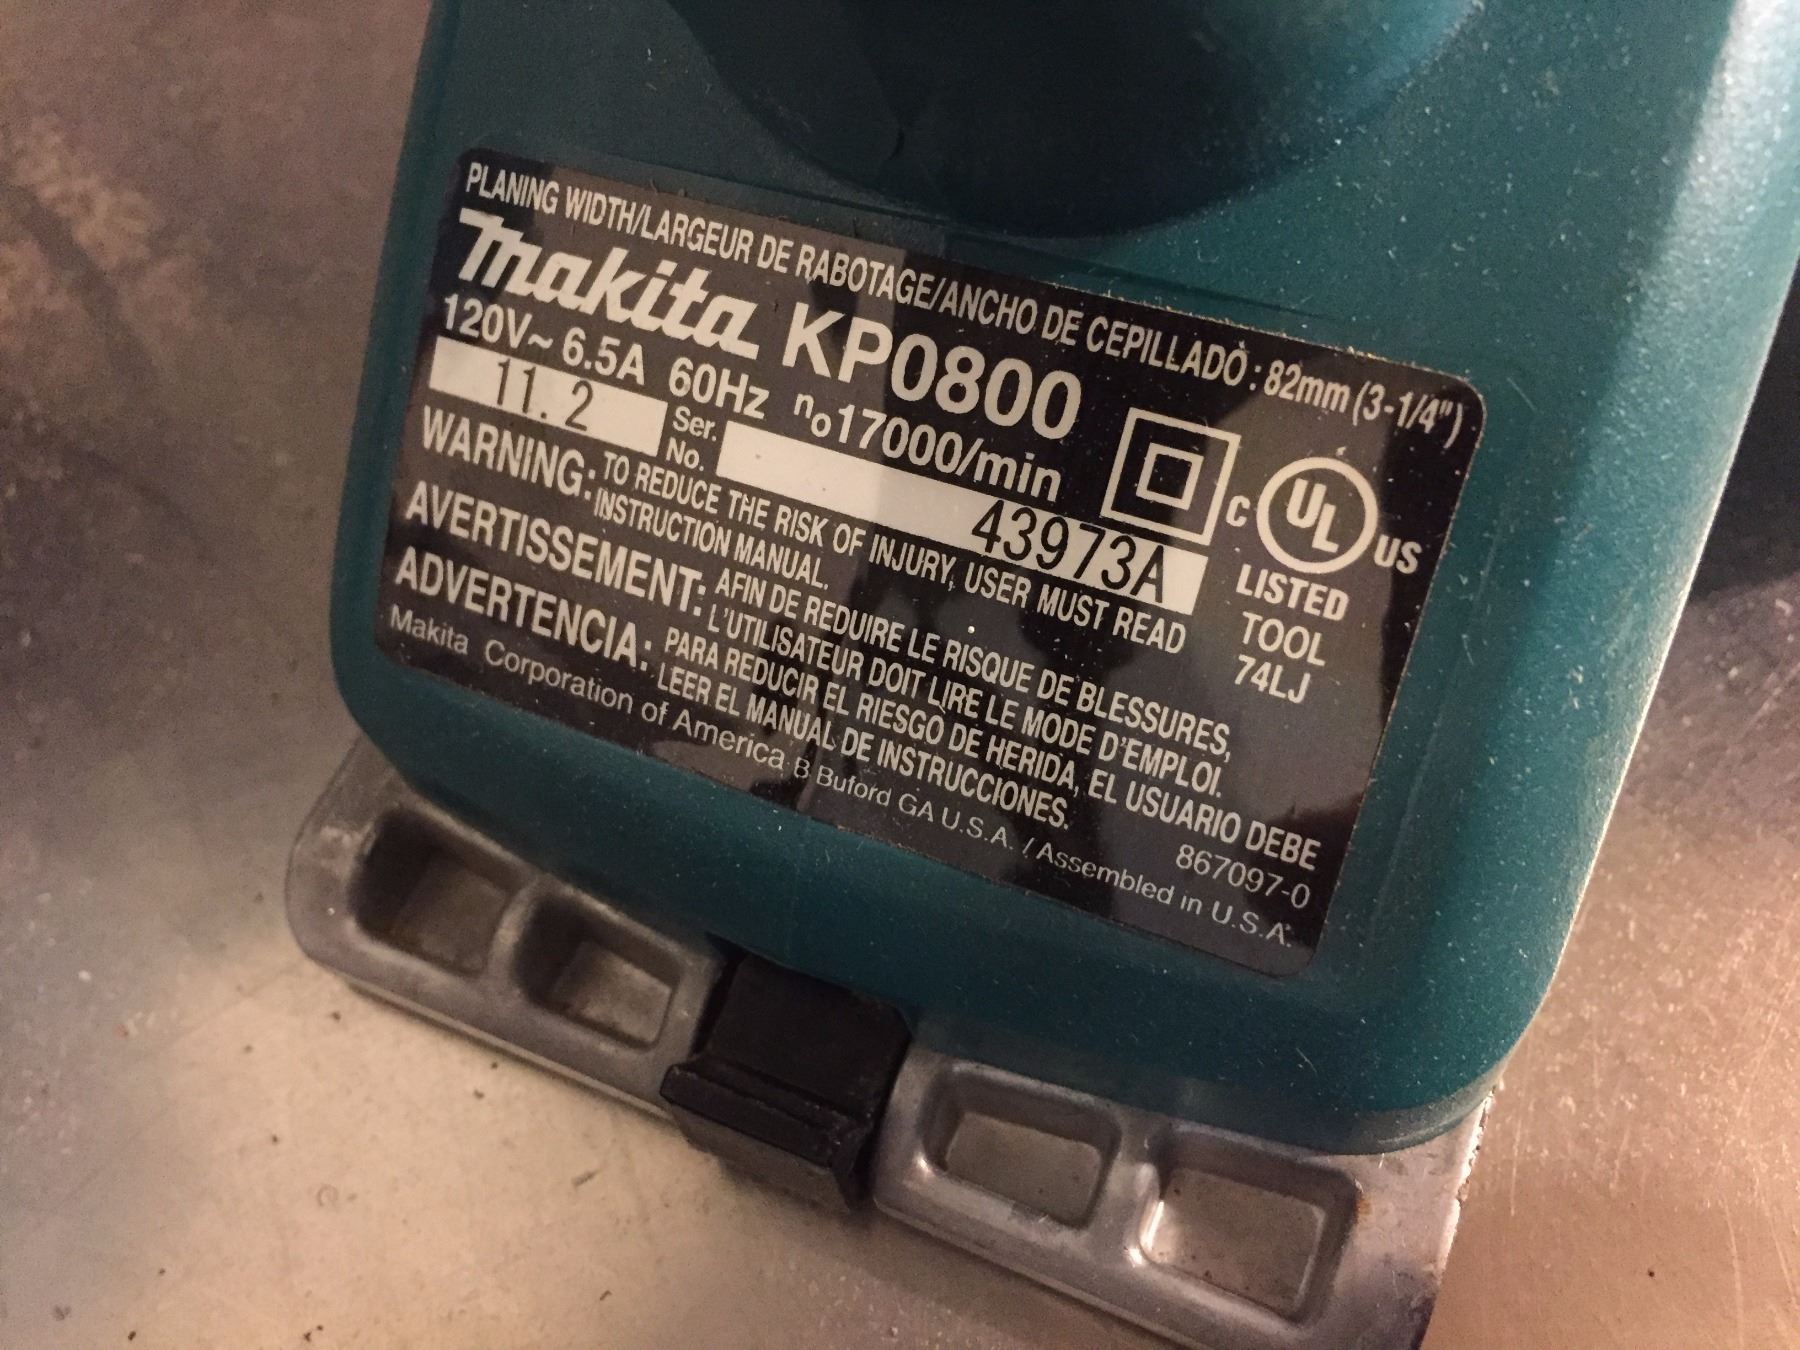 PLANING WIDTH/LARGEUR DE RABOTAGE/ANCHO DE CEPILLADO : 82mm (3-1/4")
makita KP0800
120V~ 6.5A 60Hz no17000/min
11. 2 Ser. No. 43973A
C UL US
LISTED
TOOL
74LJ
WARNING: TO REDUCE THE RISK OF INJURY, USER MUST READ
INSTRUCTION MANUAL.
AVERTISSEMENT: AFIN DE REDUIRE LE RISQUE DE BLESSURES,
L'UTILISATEUR DOIT LIRE LE MODE D'EMPLOI.
ADVERTENCIA: PARA REDUCIR EL RIESGO DE HERIDA, EL USUARIO DEBE
LEER EL MANUAL DE INSTRUCCIONES.
867097-0
Makita Corporation of America B Buford GA U.S.A. / Assembled in U.S.A.